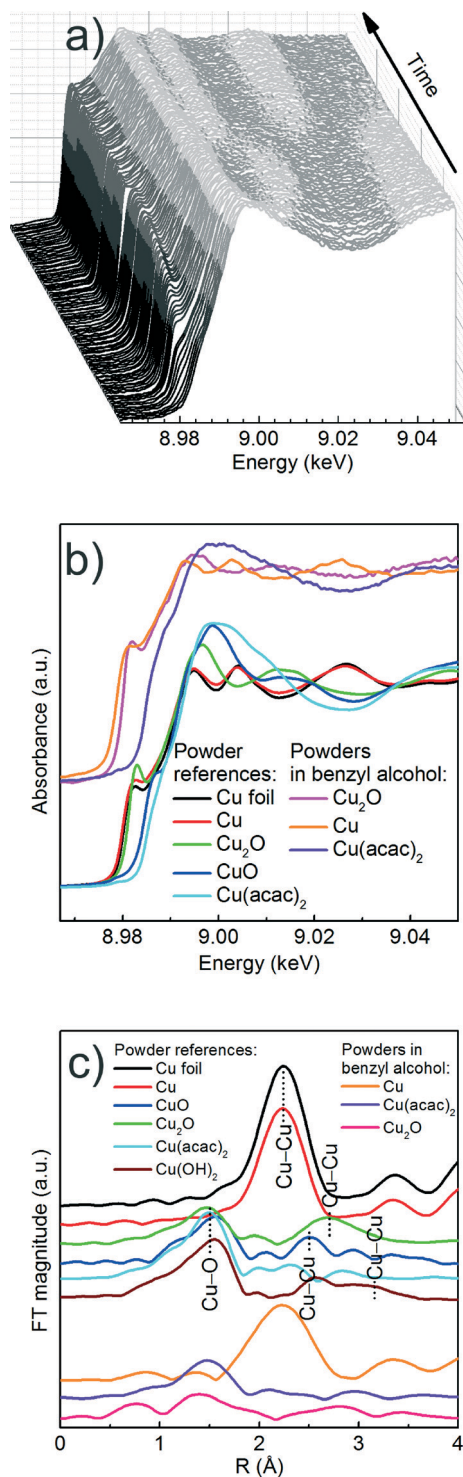 a)
Time
8.98 9.00 9.02 9.04
Energy (keV)
b)
Absorbance (a.u.)
Powder
references:
Cu foil
Cu
Cu₂O
CuO
Cu(acac)₂
Powders
in benzyl alcohol:
Cu₂O
Cu
Cu(acac)₂
8.98 9.00 9.02 9.04
Energy (keV)
c)
FT magnitude (a.u.)
Powder references:
Cu foil
Cu
CuO
Cu₂O
Cu(acac)₂
Cu(OH)₂
Powders in
benzyl alcohol:
Cu
Cu(acac)₂
Cu₂O
Cu–Cu
Cu–Cu
Cu–O
Cu–Cu
Cu–Cu
0 1 2 3 4
R (Å)